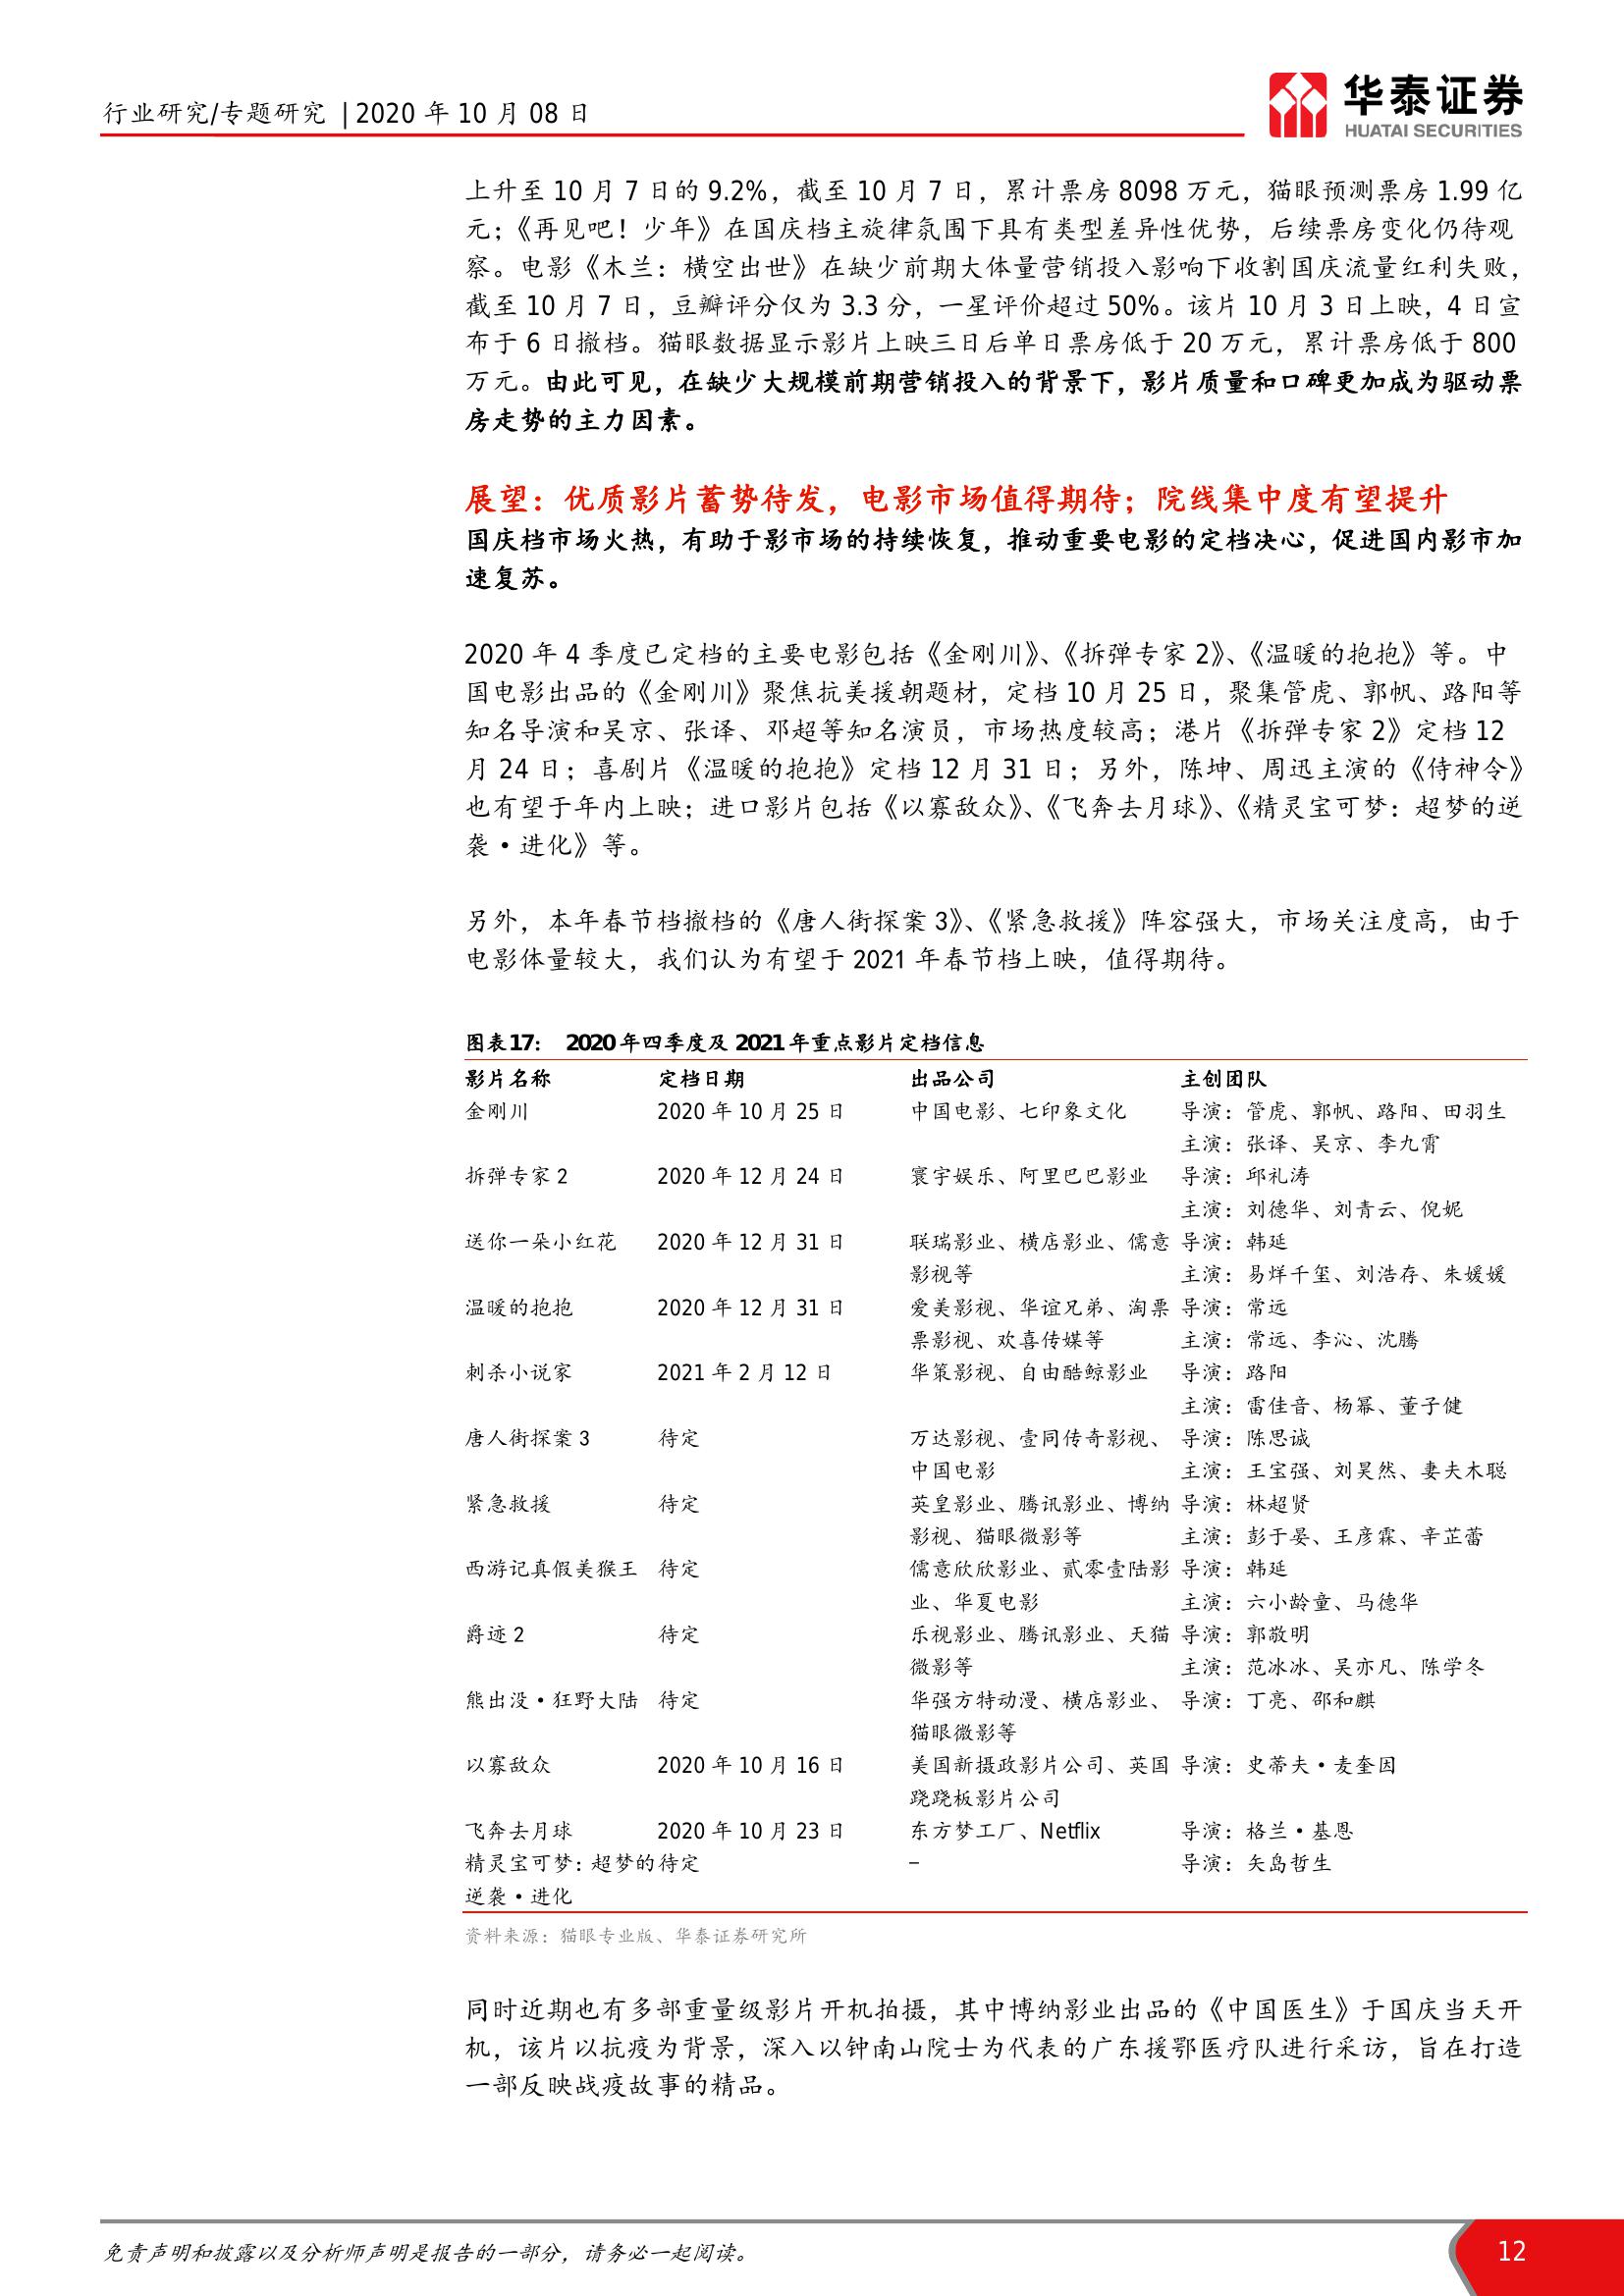 行业研究/专题研究 | 2020 年 10 月 08 日
华泰证券
HUATAI SECURITIES
上升至 10 月 7 日的 9.2%，截至 10 月 7 日，累计票房 8098 万元，猫眼预测票房 1.99 亿
元；《再见吧！少年》在国庆档主旋律氛围下具有类型差异性优势，后续票房变化仍待观
察。电影《木兰：横空出世》在缺少前期大体量营销投入影响下收割国庆流量红利失败，
截至 10 月 7 日，豆瓣评分仅为 3.3 分，一星评价超过 50%。该片 10 月 3 日上映，4 日宣
布于 6 日撤档。猫眼数据显示影片上映三日后单日票房低于 20 万元，累计票房低于 800
万元。由此可见，在缺少大规模前期营销投入的背景下，影片质量和口碑更加成为驱动票
房走势的主力因素。
展望：优质影片蓄势待发，电影市场值得期待；院线集中度有望提升
国庆档市场火热，有助于影市场的持续恢复，推动重要电影的定档决心，促进国内影市加
速复苏。
2020 年 4 季度已定档的主要电影包括《金刚川》、《拆弹专家 2》、《温暖的抱抱》等。中
国电影出品的《金刚川》聚焦抗美援朝题材，定档 10 月 25 日，聚集管虎、郭帆、路阳等
知名导演和吴京、张译、邓超等知名演员，市场热度较高；港片《拆弹专家 2》定档 12
月 24 日；喜剧片《温暖的抱抱》定档 12 月 31 日；另外，陈坤、周迅主演的《侍神令》
也有望于年内上映；进口影片包括《以寡敌众》、《飞奔去月球》、《精灵宝可梦：超梦的逆
袭·进化》等。
另外，本年春节档撤档的《唐人街探案 3》、《紧急救援》阵容强大，市场关注度高，由于
电影体量较大，我们认为有望于 2021 年春节档上映，值得期待。
图表17： 2020 年四季度及 2021 年重点影片定档信息
影片名称 定档日期 出品公司 主创团队
金刚川 2020 年 10 月 25 日 中国电影、七印象文化 导演：管虎、郭帆、路阳、田羽生
主演：张译、吴京、李九霄
拆弹专家 2 2020 年 12 月 24 日 寰宇娱乐、阿里巴巴影业 导演：邱礼涛
主演：刘德华、刘青云、倪妮
送你一朵小红花 2020 年 12 月 31 日 联瑞影业、横店影业、儒意 导演：韩延
影视等 主演：易烊千玺、刘浩存、朱媛媛
温暖的抱抱 2020 年 12 月 31 日 爱美影视、华谊兄弟、淘票 导演：常远
票影视、欢喜传媒等 主演：常远、李沁、沈腾
刺杀小说家 2021 年 2 月 12 日 华策影视、自由酷鲸影业 导演：路阳
主演：雷佳音、杨幂、董子健
唐人街探案 3 待定 万达影视、壹同传奇影视、 导演：陈思诚
中国电影 主演：王宝强、刘昊然、妻夫木聪
紧急救援 待定 英皇影业、腾讯影业、博纳 导演：林超贤
影视、猫眼微影等 主演：彭于晏、王彦霖、辛芷蕾
西游记真假美猴王 待定 儒意欣欣影业、贰零壹陆影 导演：韩延
业、华夏电影 主演：六小龄童、马德华
爵迹 2 待定 乐视影业、腾讯影业、天猫 导演：郭敬明
微影等 主演：范冰冰、吴亦凡、陈学冬
熊出没·狂野大陆 待定 华强方特动漫、横店影业、 导演：丁亮、邵和麒
猫眼微影等
以寡敌众 2020 年 10 月 16 日 美国新摄政影片公司、英国 导演：史蒂夫·麦奎因
跷跷板影片公司
飞奔去月球 2020 年 10 月 23 日 东方梦工厂、Netflix 导演：格兰·基恩
精灵宝可梦：超梦的 待定 – 导演：矢岛哲生
逆袭·进化
资料来源：猫眼专业版、华泰证券研究所
同时近期也有多部重量级影片开机拍摄，其中博纳影业出品的《中国医生》于国庆当天开
机，该片以抗疫为背景，深入以钟南山院士为代表的广东援鄂医疗队进行采访，旨在打造
一部反映战疫故事的精品。
免责声明和披露以及分析师声明是报告的一部分，请务必一起阅读。
12